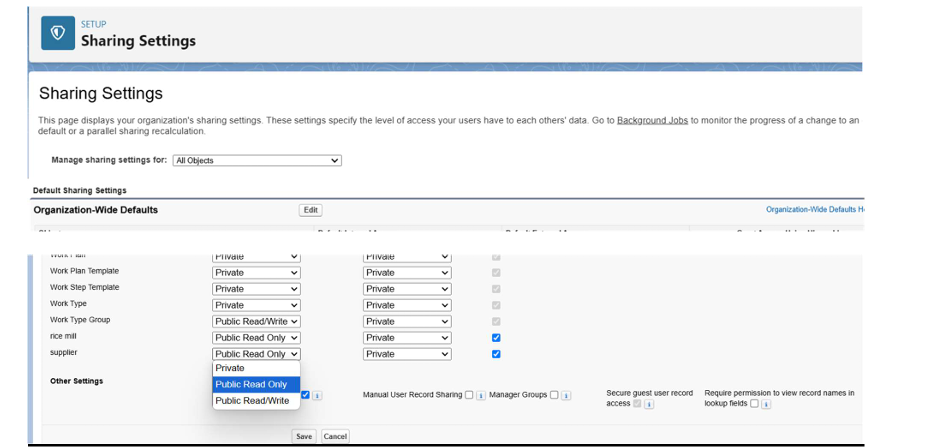 SETUP
Sharing Settings
Sharing Settings
This page displays your organization's sharing settings. These settings specify the level of access your users have to each others' data. Go to Background Jobs to monitor the progress of a change to an
default or a parallel sharing recalculation.
Manage sharing settings for: All Objects
Default Sharing Settings
Organization-Wide Defaults Edit Organization-Wide Defaults
Work Plan Private Private
Work Plan Template Private Private
Work Step Template Private Private
Work Type Private Private
Work Type Group Public Read/Write Private
rice mill Public Read Only Private
supplier Public Read Only Private
Private
Public Read Only
Public Read/Write
Other Settings
Manual User Record Sharing i Manager Groups i
Secure guest user record
access i
Require permission to view record names in
lookup fields i
Save Cancel